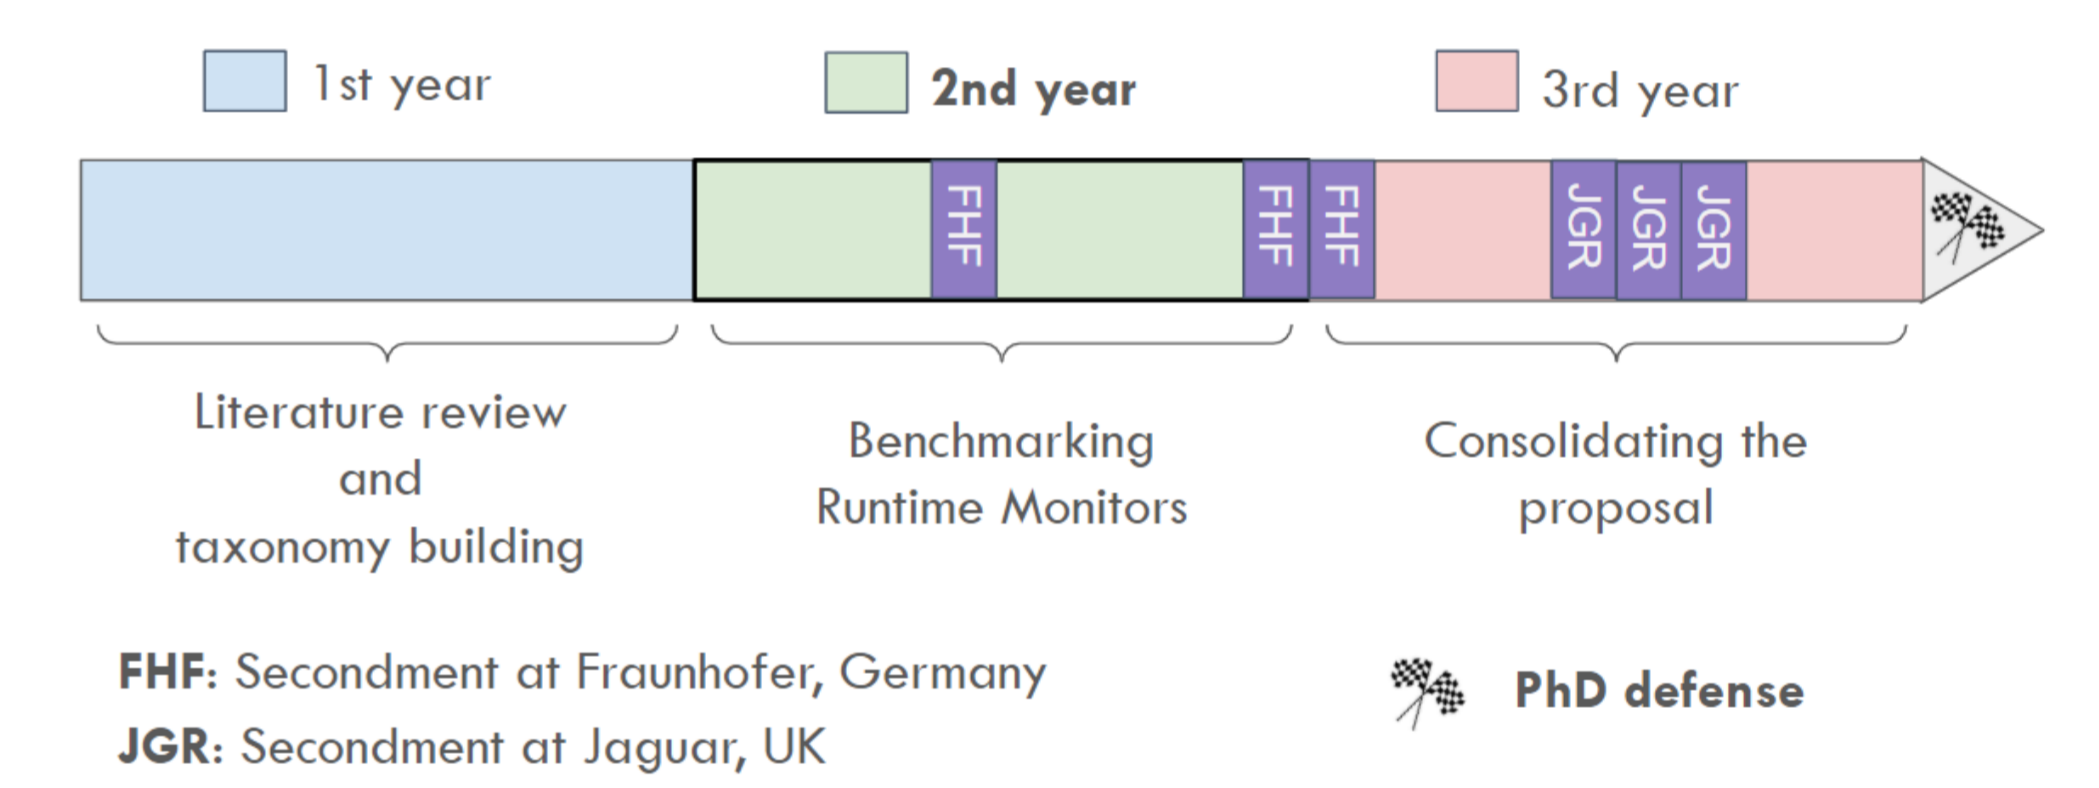 1st year
2nd year
3rd year
FHF
FHF
FHF
JGR
JGR
JGR
Literature review
and
taxonomy building
Benchmarking
Runtime Monitors
Consolidating the
proposal
FHF: Secondment at Fraunhofer, Germany
JGR: Secondment at Jaguar, UK
PhD defense